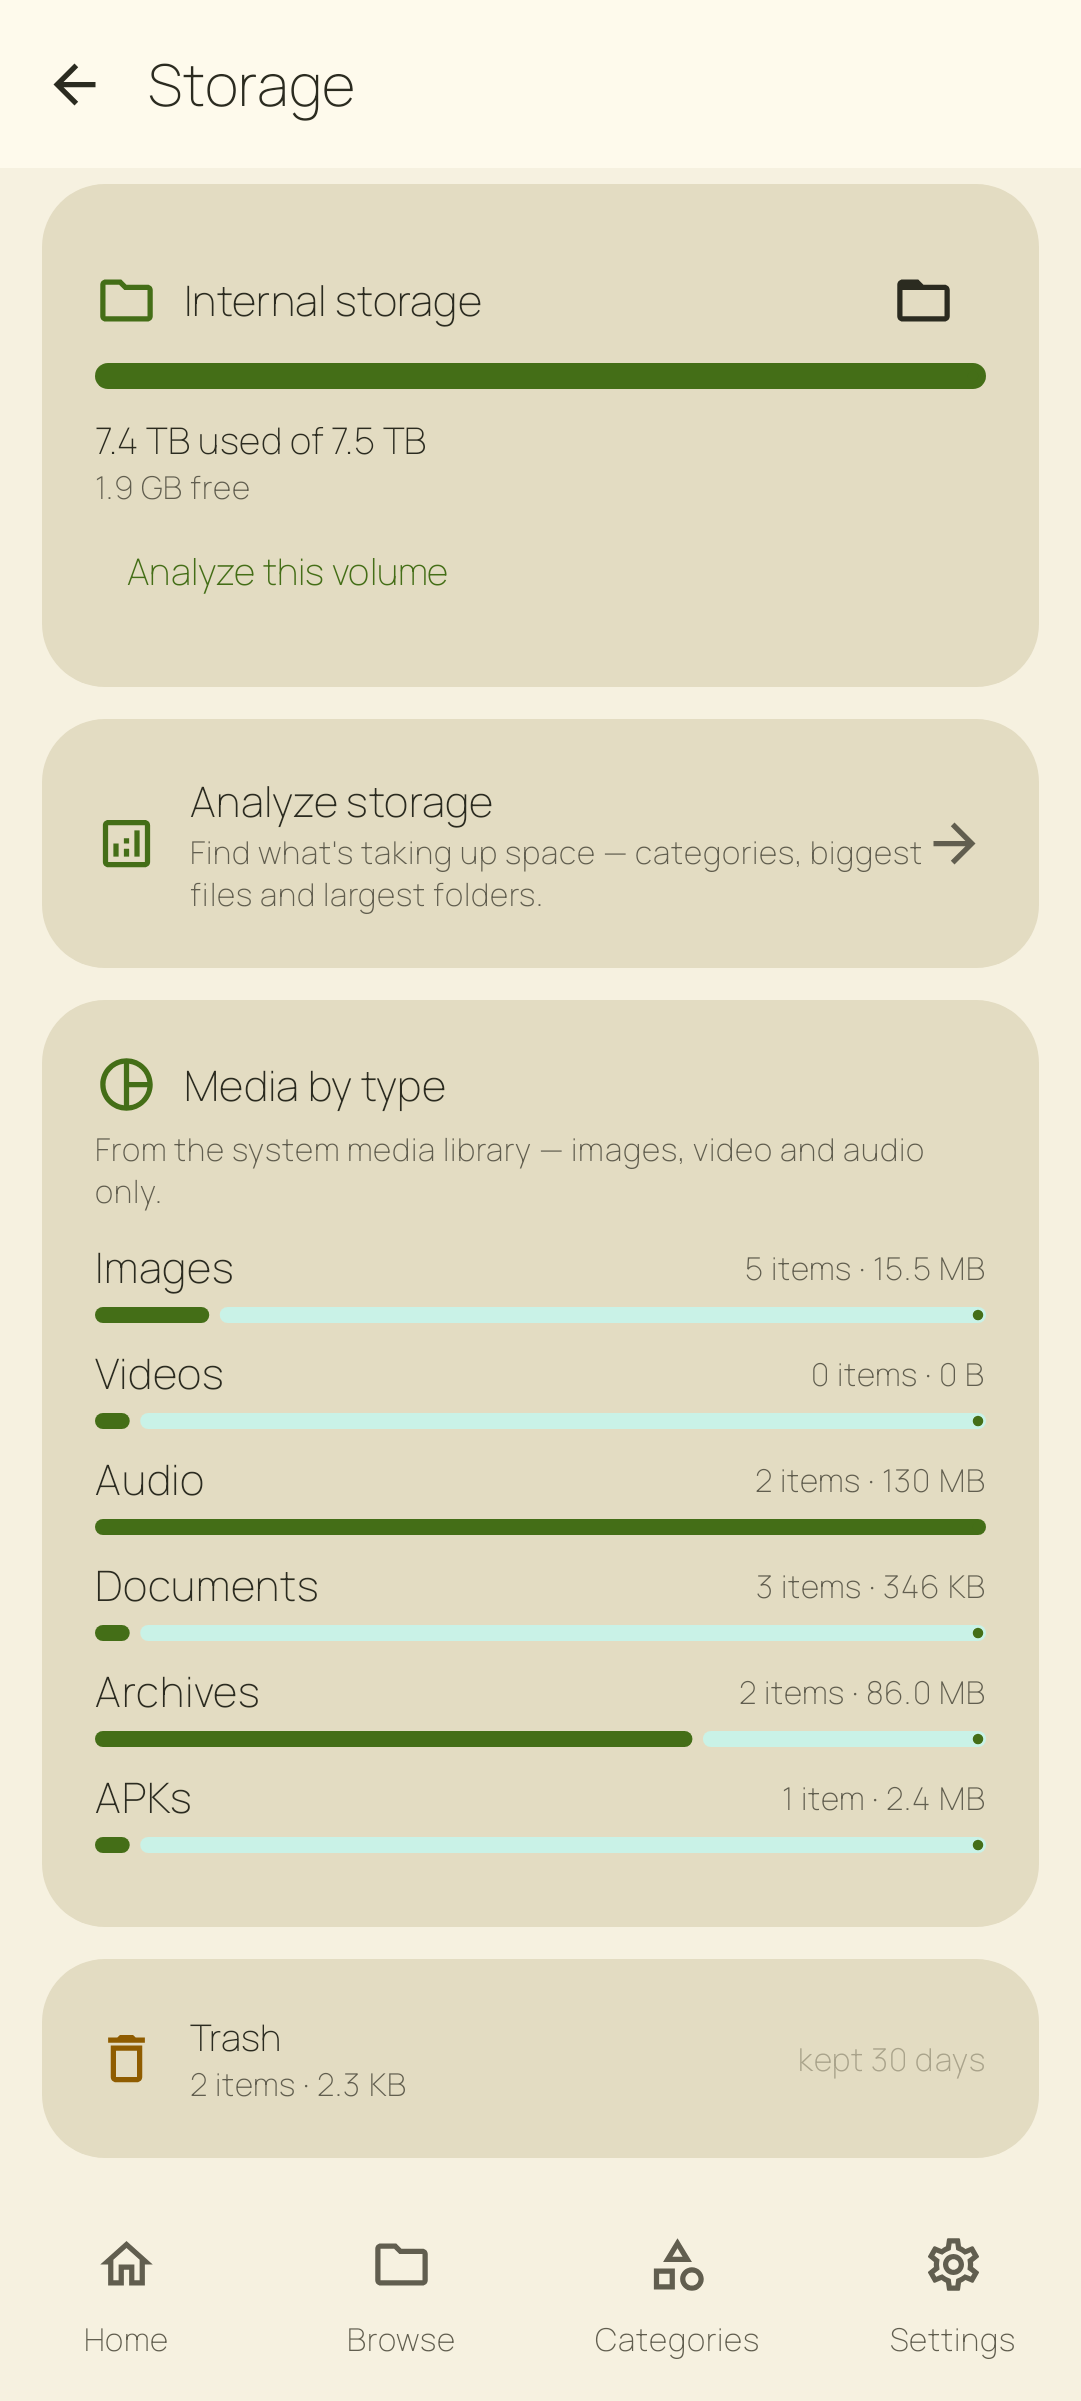 Storage
Internal storage
7.4 TB used of 7.5 TB
1.9 GB free
Analyze this volume
Analyze storage
Find what's taking up space — categories, biggest
files and largest folders.
Media by type
From the system media library — images, video and audio
only.
Images
5 items · 15.5 MB
Videos
0 items · 0 B
Audio
2 items · 130 MB
Documents
3 items · 346 KB
Archives
2 items · 86.0 MB
APKs
1 item · 2.4 MB
Trash
2 items · 2.3 KB
kept 30 days
Home
Browse
Categories
Settings